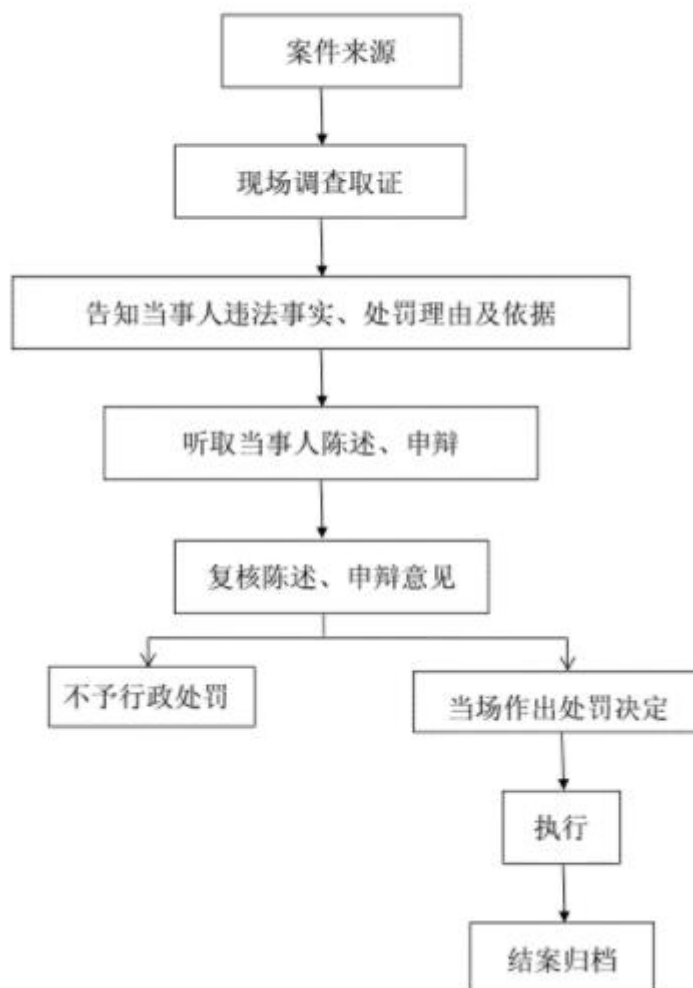 案件来源
现场调查取证
告知当事人违法事实、处罚理由及依据
听取当事人陈述、申辩
复核陈述、申辩意见
不予行政处罚
当场作出处罚决定
执行
结案归档